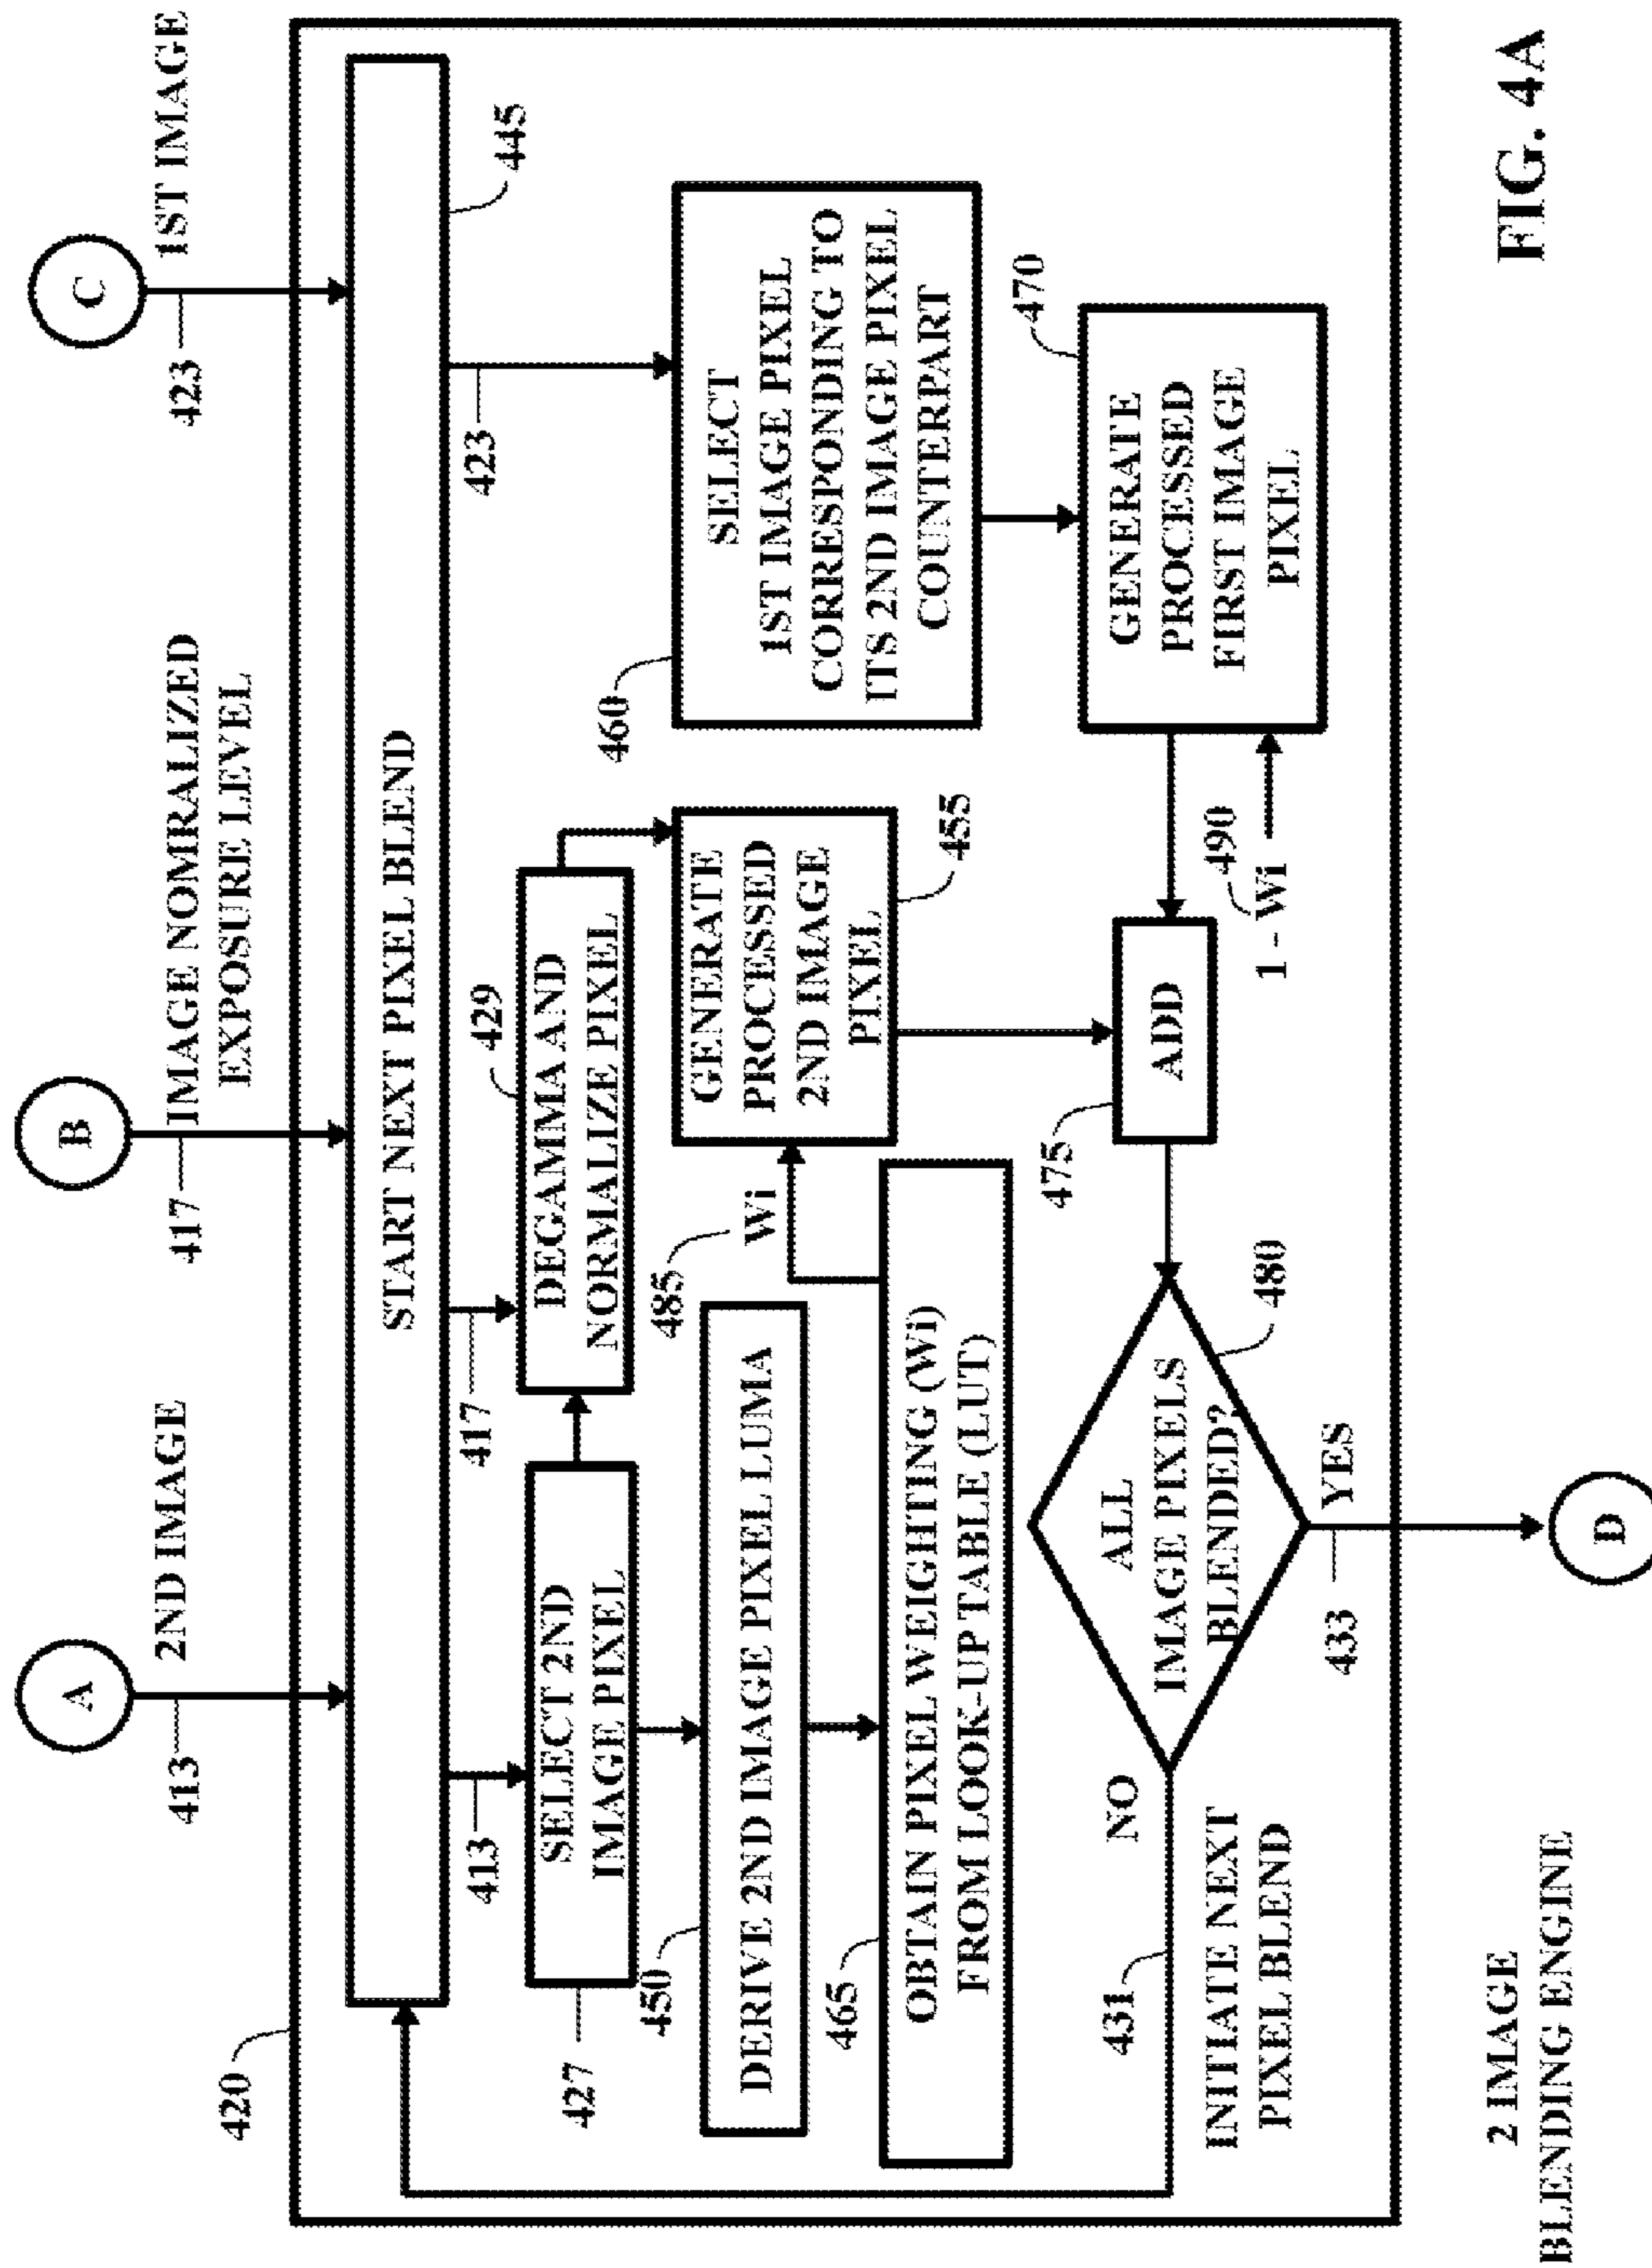 A
B
C
413
2ND IMAGE
417
IMAGE NOMRALIZED
EXPOSURE LEVEL
423
1ST IMAGE
420
START NEXT PIXEL BLEND
445
413
417
423
SELECT 2ND
IMAGE PIXEL
427
DEGAMMA AND
NORMALIZE PIXEL
429
450
DERIVE 2ND IMAGE PIXEL LUMA
485
Wi
GENERATE
PROCESSED
2ND IMAGE
PIXEL
455
460
SELECT
1ST IMAGE PIXEL
CORRESPONDING TO
ITS 2ND IMAGE PIXEL
COUNTERPART
465
OBTAIN PIXEL WEIGHTING (Wi)
FROM LOOK-UP TABLE (LUT)
470
GENERATE
PROCESSED
FIRST IMAGE
PIXEL
475
ADD
490
1 - Wi
ALL
IMAGE PIXELS
BLENDED?
480
NO
431
INITIATE NEXT
PIXEL BLEND
YES
433
D
2 IMAGE
BLENDING ENGINE
FIG. 4A